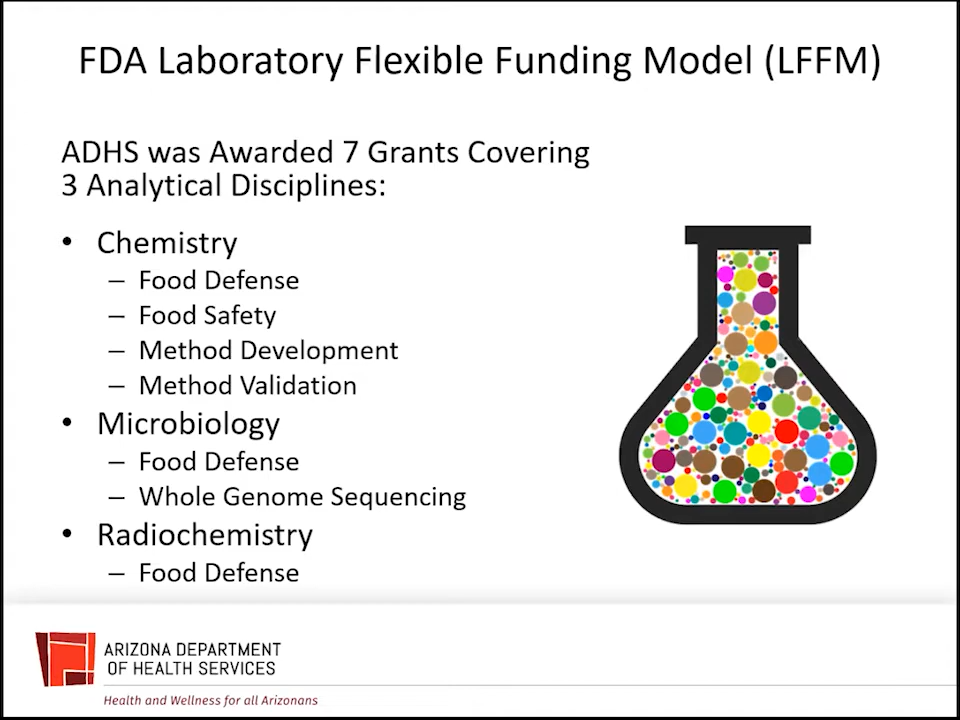 FDA Laboratory Flexible Funding Model (LFFM)
ADHS was Awarded 7 Grants Covering
3 Analytical Disciplines:
• Chemistry
– Food Defense
– Food Safety
– Method Development
– Method Validation
• Microbiology
– Food Defense
– Whole Genome Sequencing
• Radiochemistry
– Food Defense
ARIZONA DEPARTMENT
OF HEALTH SERVICES
Health and Wellness for all Arizonans